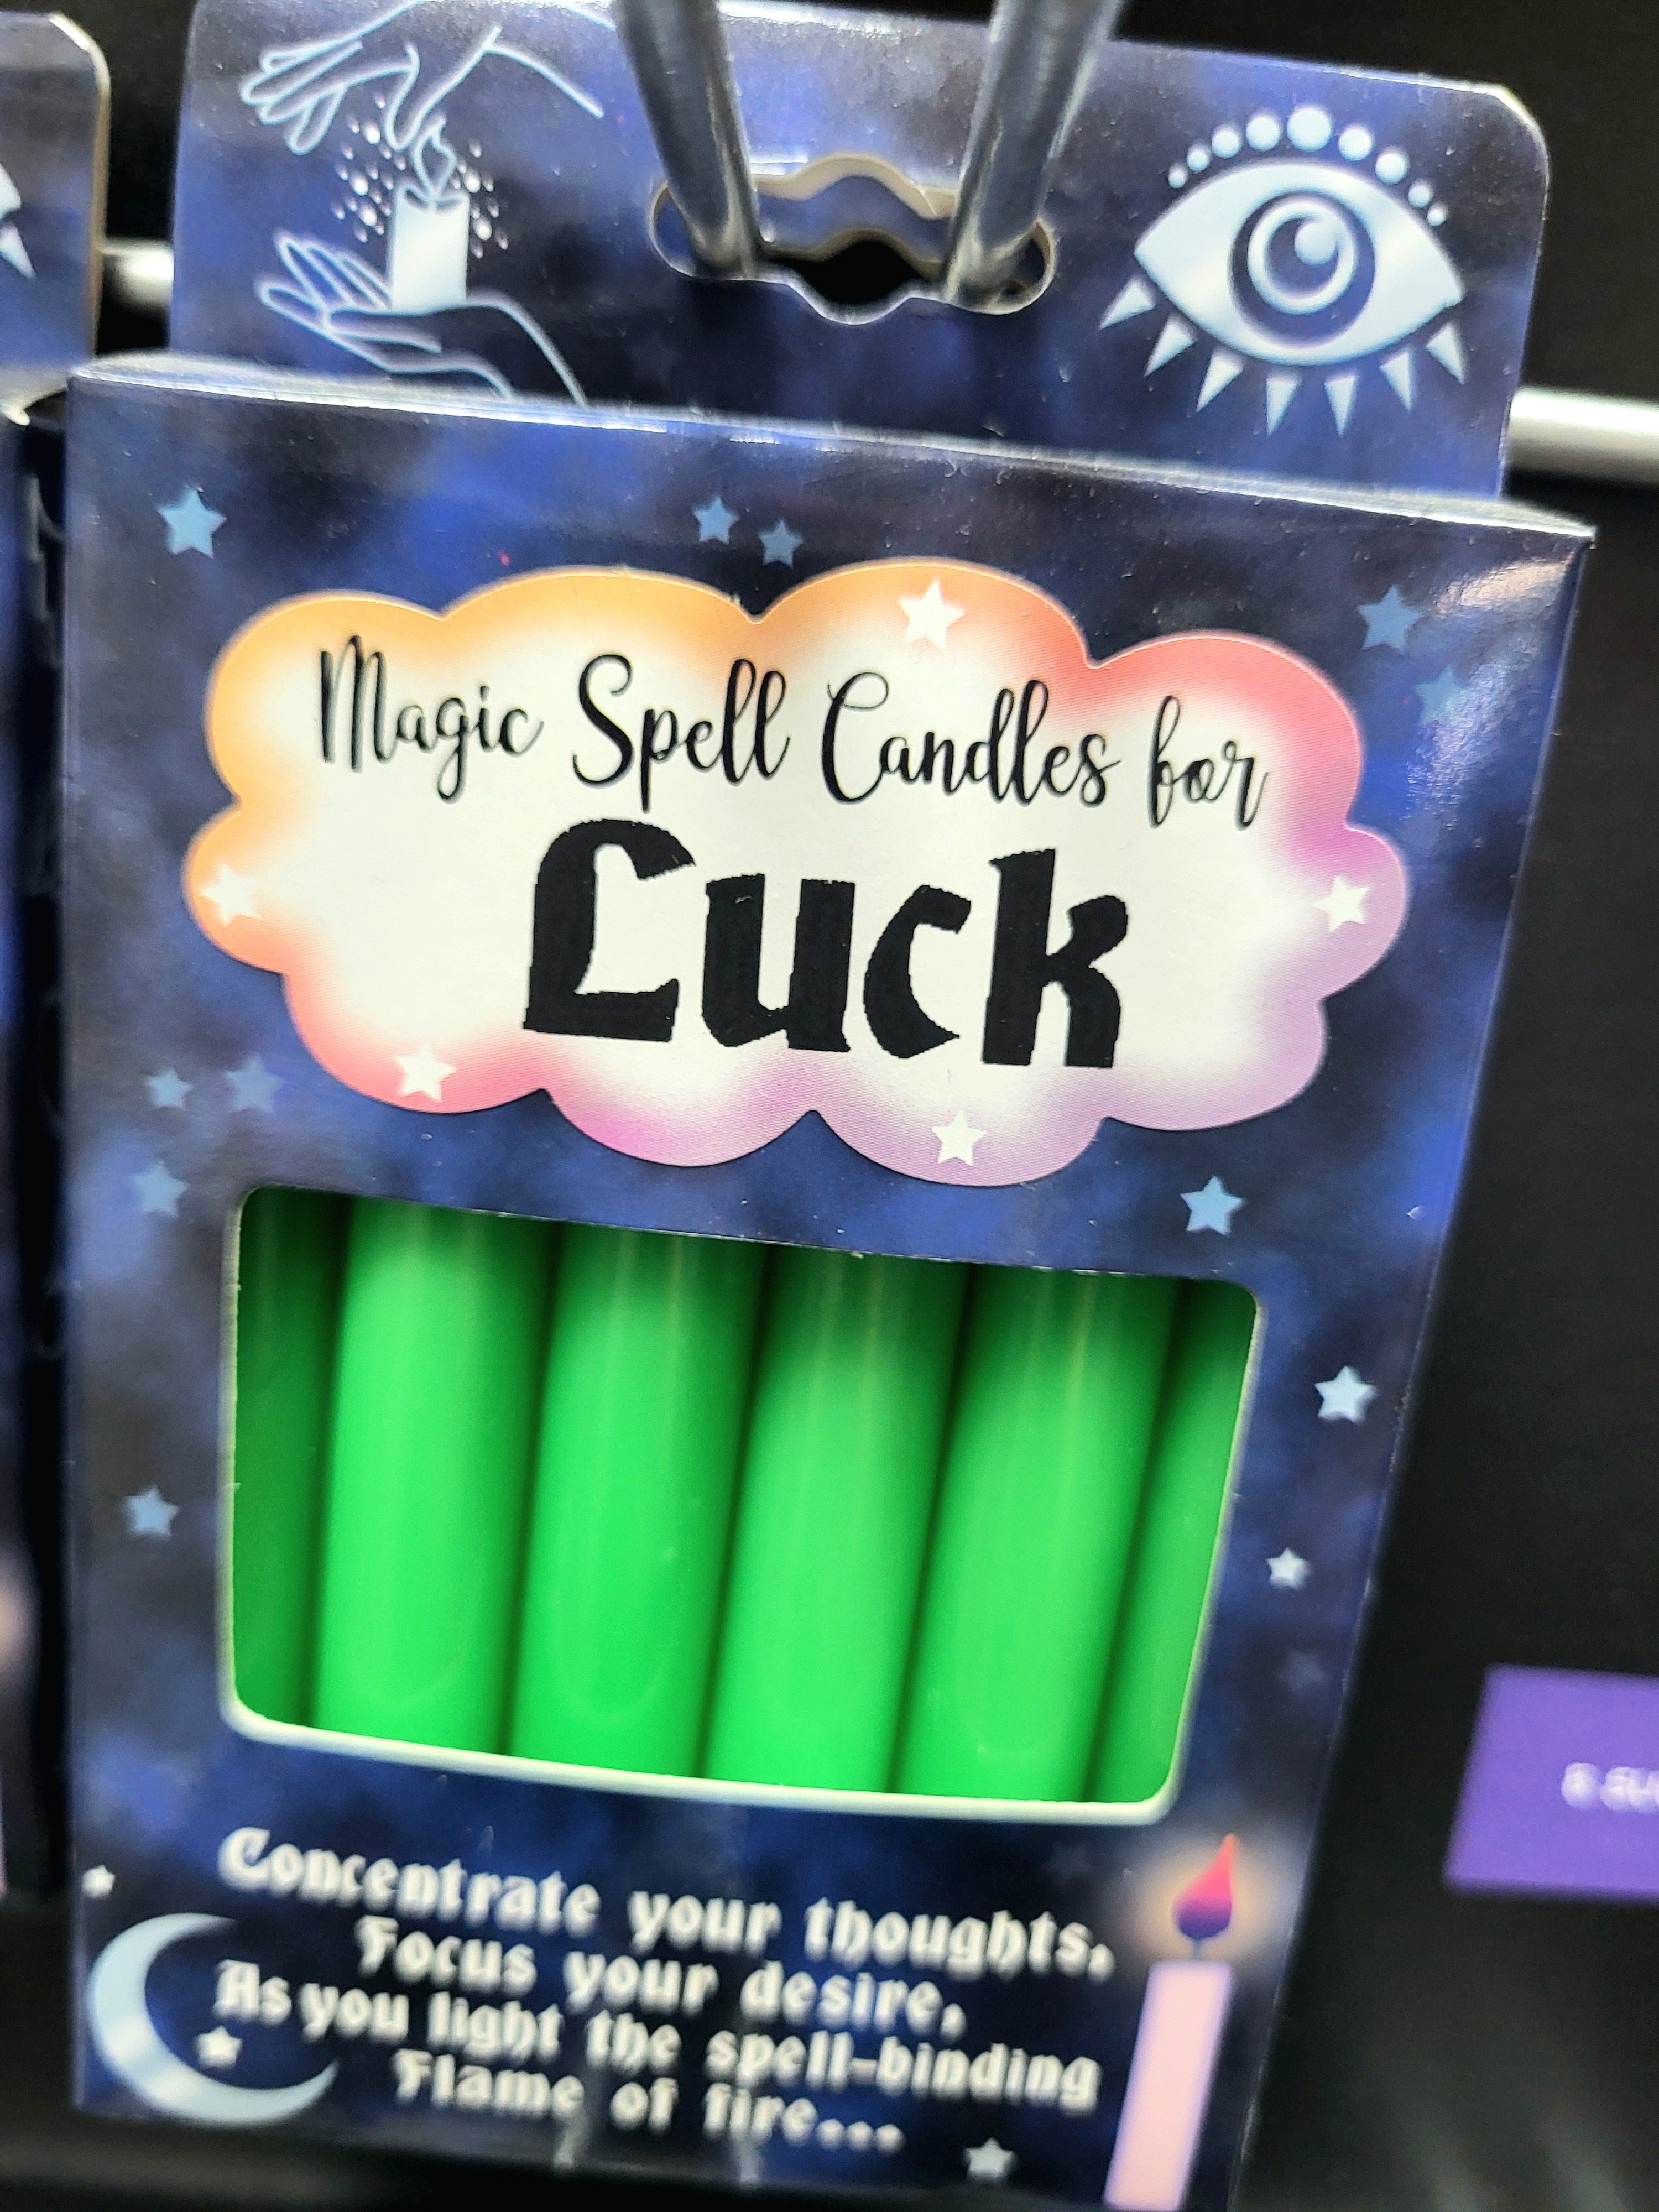 Magic Spell Candles for
Luck
Concentrate your thoughts,
Focus your desire,
As you light the spell-binding
Flame of fire...